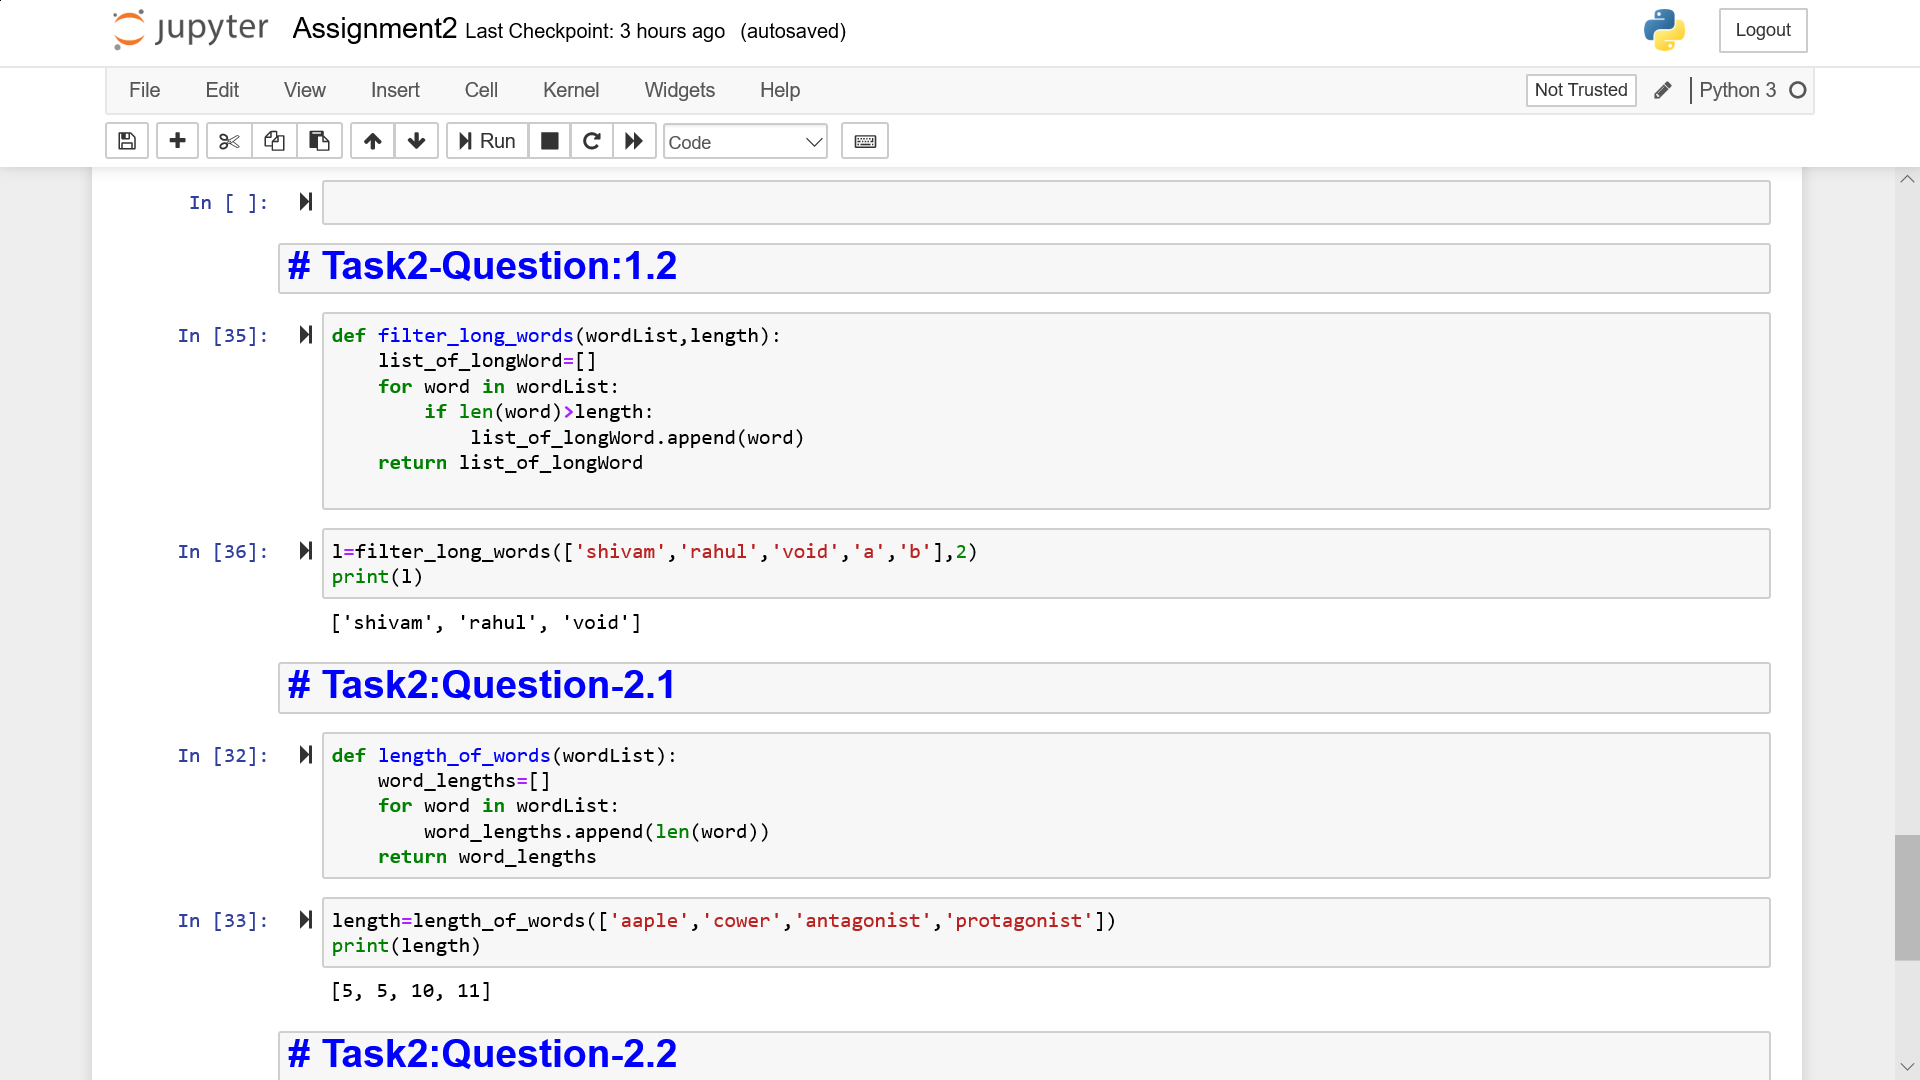 jupyter Assignment2 Last Checkpoint: 3 hours ago (autosaved) Logout
File Edit View Insert Cell Kernel Widgets Help Not Trusted Python 3
Run Code
In [ ]:
# Task2-Question:1.2
In [35]: def filter_long_words(wordList,length):
    list_of_longWord=[]
    for word in wordList:
        if len(word)>length:
            list_of_longWord.append(word)
    return list_of_longWord
In [36]: l=filter_long_words(['shivam','rahul','void','a','b'],2)
print(l)
['shivam', 'rahul', 'void']
# Task2:Question-2.1
In [32]: def length_of_words(wordList):
    word_lengths=[]
    for word in wordList:
        word_lengths.append(len(word))
    return word_lengths
In [33]: length=length_of_words(['aaple','cower','antagonist','protagonist'])
print(length)
[5, 5, 10, 11]
# Task2:Question-2.2